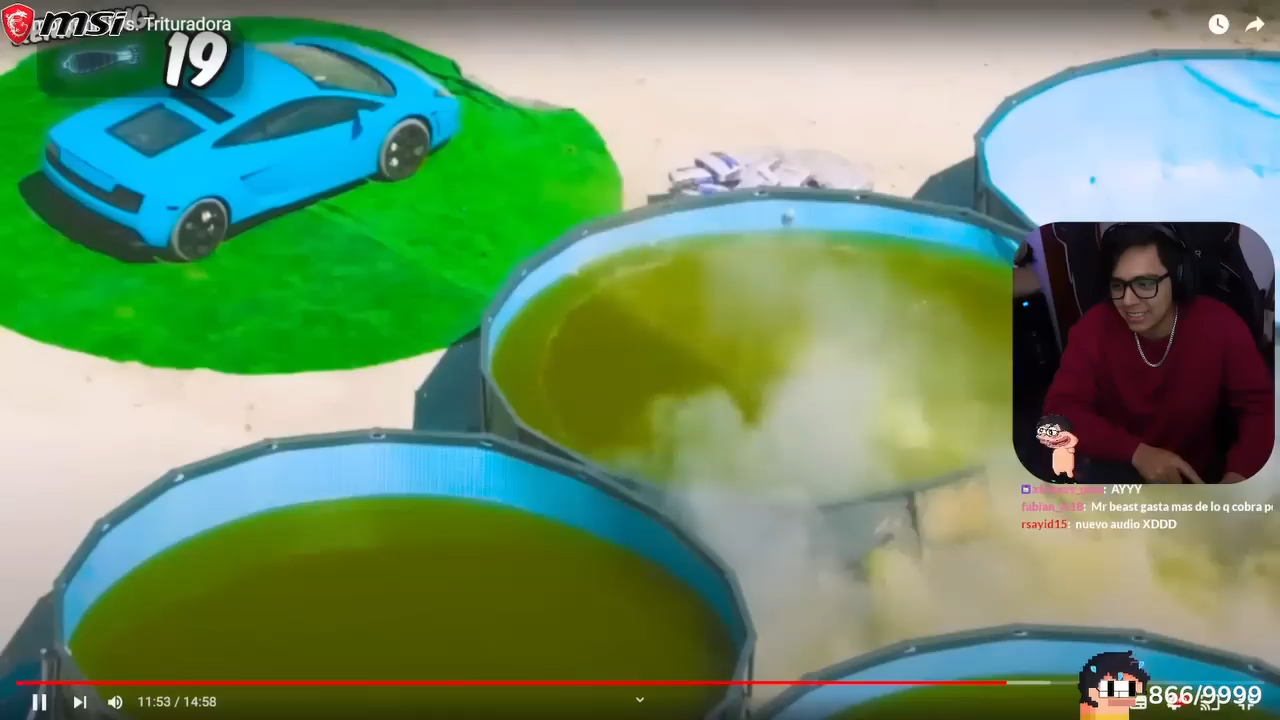 msi
s. Trituradora
19
: AYYY
: Mr beast gasta mas de lo q cobra p
rsayid15: nuevo audio XDDD
11:53 / 14:58
866/9999